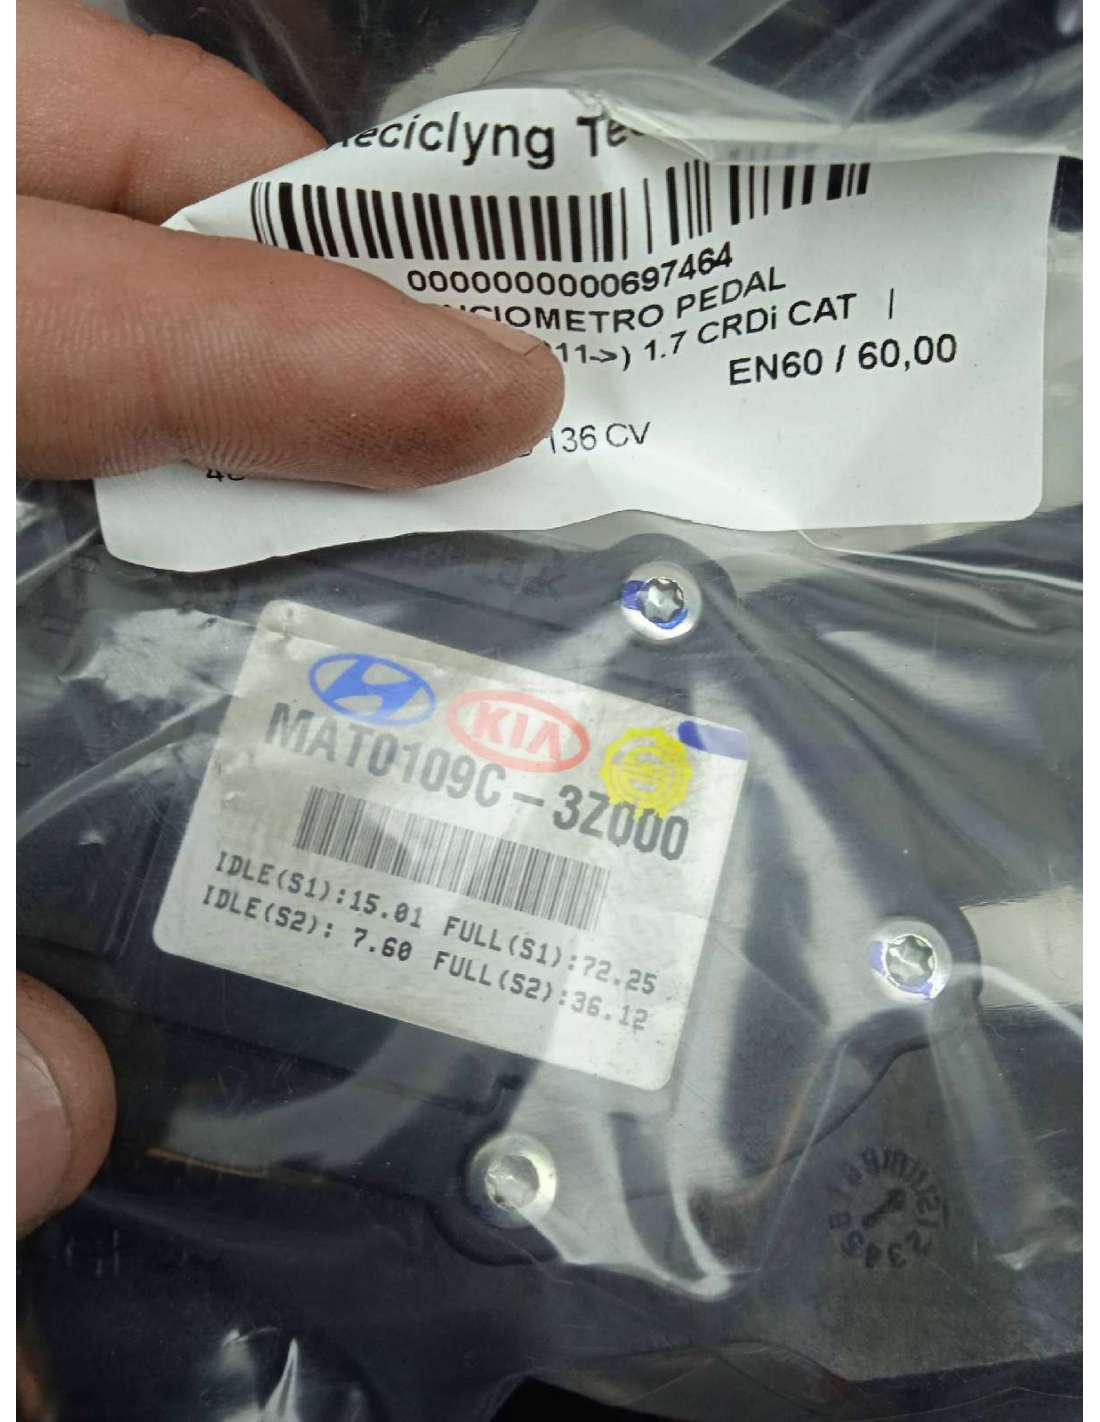 0000000000697464
PEDAL
1.7 CRDi CAT |
EN60 / 60,00
136 CV
KIA
MAT0109C-3Z000
IDLE(S1):15.01 FULL(S1):72.25
IDLE(S2): 7.60 FULL(S2):36.12